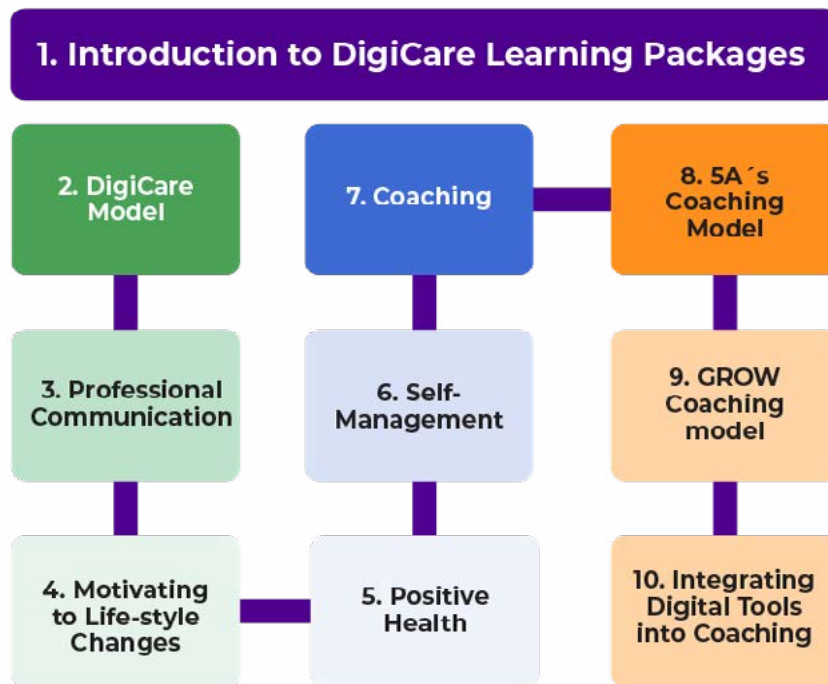 1. Introduction to DigiCare Learning Packages
2. DigiCare
Model
3. Professional
Communication
4. Motivating
to Life-style
Changes
5. Positive
Health
6. Self-
Management
7. Coaching
8. 5A´s
Coaching
Model
9. GROW
Coaching
model
10. Integrating
Digital Tools
into Coaching